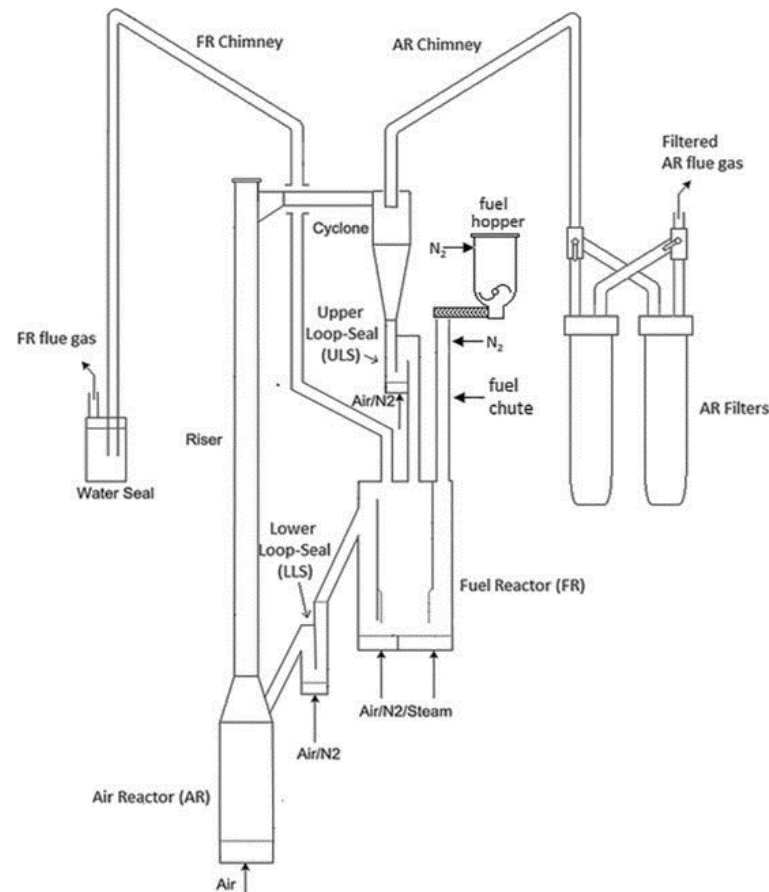 FR Chimney
AR Chimney
Filtered
AR flue gas
fuel
hopper
N₂
Cyclone
Upper
Loop-Seal
(ULS)
N₂
FR flue gas
fuel
chute
Air/N2
AR Filters
Riser
Water Seal
Lower
Loop-Seal
(LLS)
Fuel Reactor (FR)
Air/N2/Steam
Air/N2
Air Reactor (AR)
Air